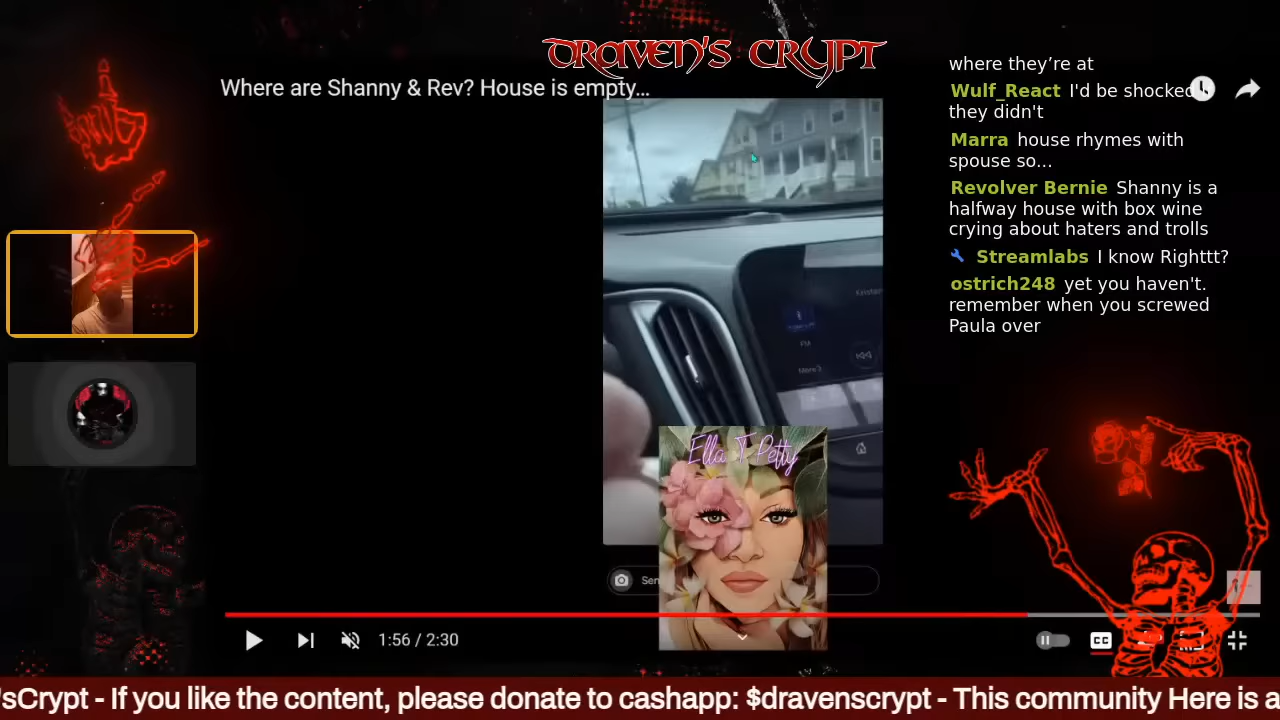 DRAVEN'S CRYPT
Where are Shanny & Rev? House is empty...
where they're at
Wulf_React I'd be shocked
they didn't
Marra house rhymes with
spouse so...
Revolver Bernie Shanny is a
halfway house with box wine
crying about haters and trolls
Streamlabs I know Righttt?
ostrich248 yet you haven't.
remember when you screwed
Paula over
FM
Ella T Petty
Sen
1:56 / 2:30
CC
'sCrypt - If you like the content, please donate to cashapp: $dravenscrypt - This community Here is a